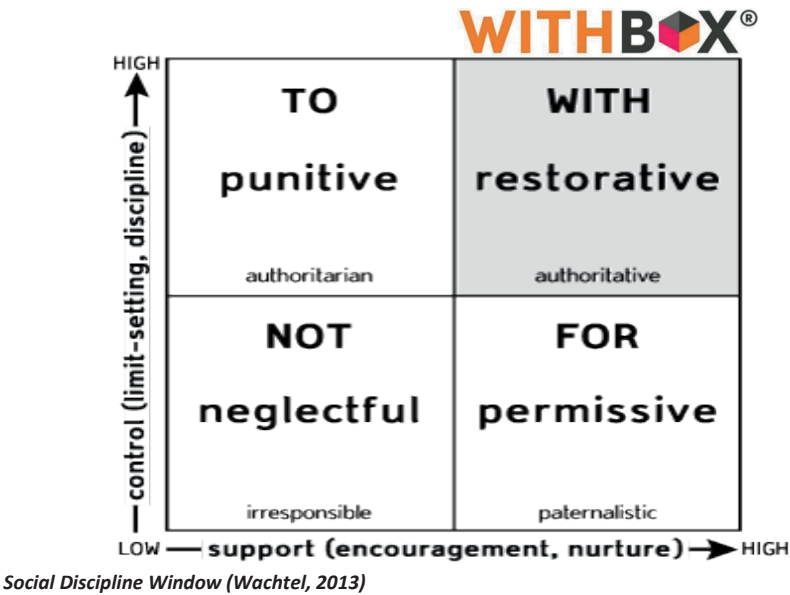 WITHBOX®
HIGH
TO
WITH
punitive
restorative
authoritarian
authoritative
control (limit-setting, discipline)
NOT
FOR
neglectful
permissive
irresponsible
paternalistic
LOW
support (encouragement, nurture)
HIGH
Social Discipline Window (Wachtel, 2013)